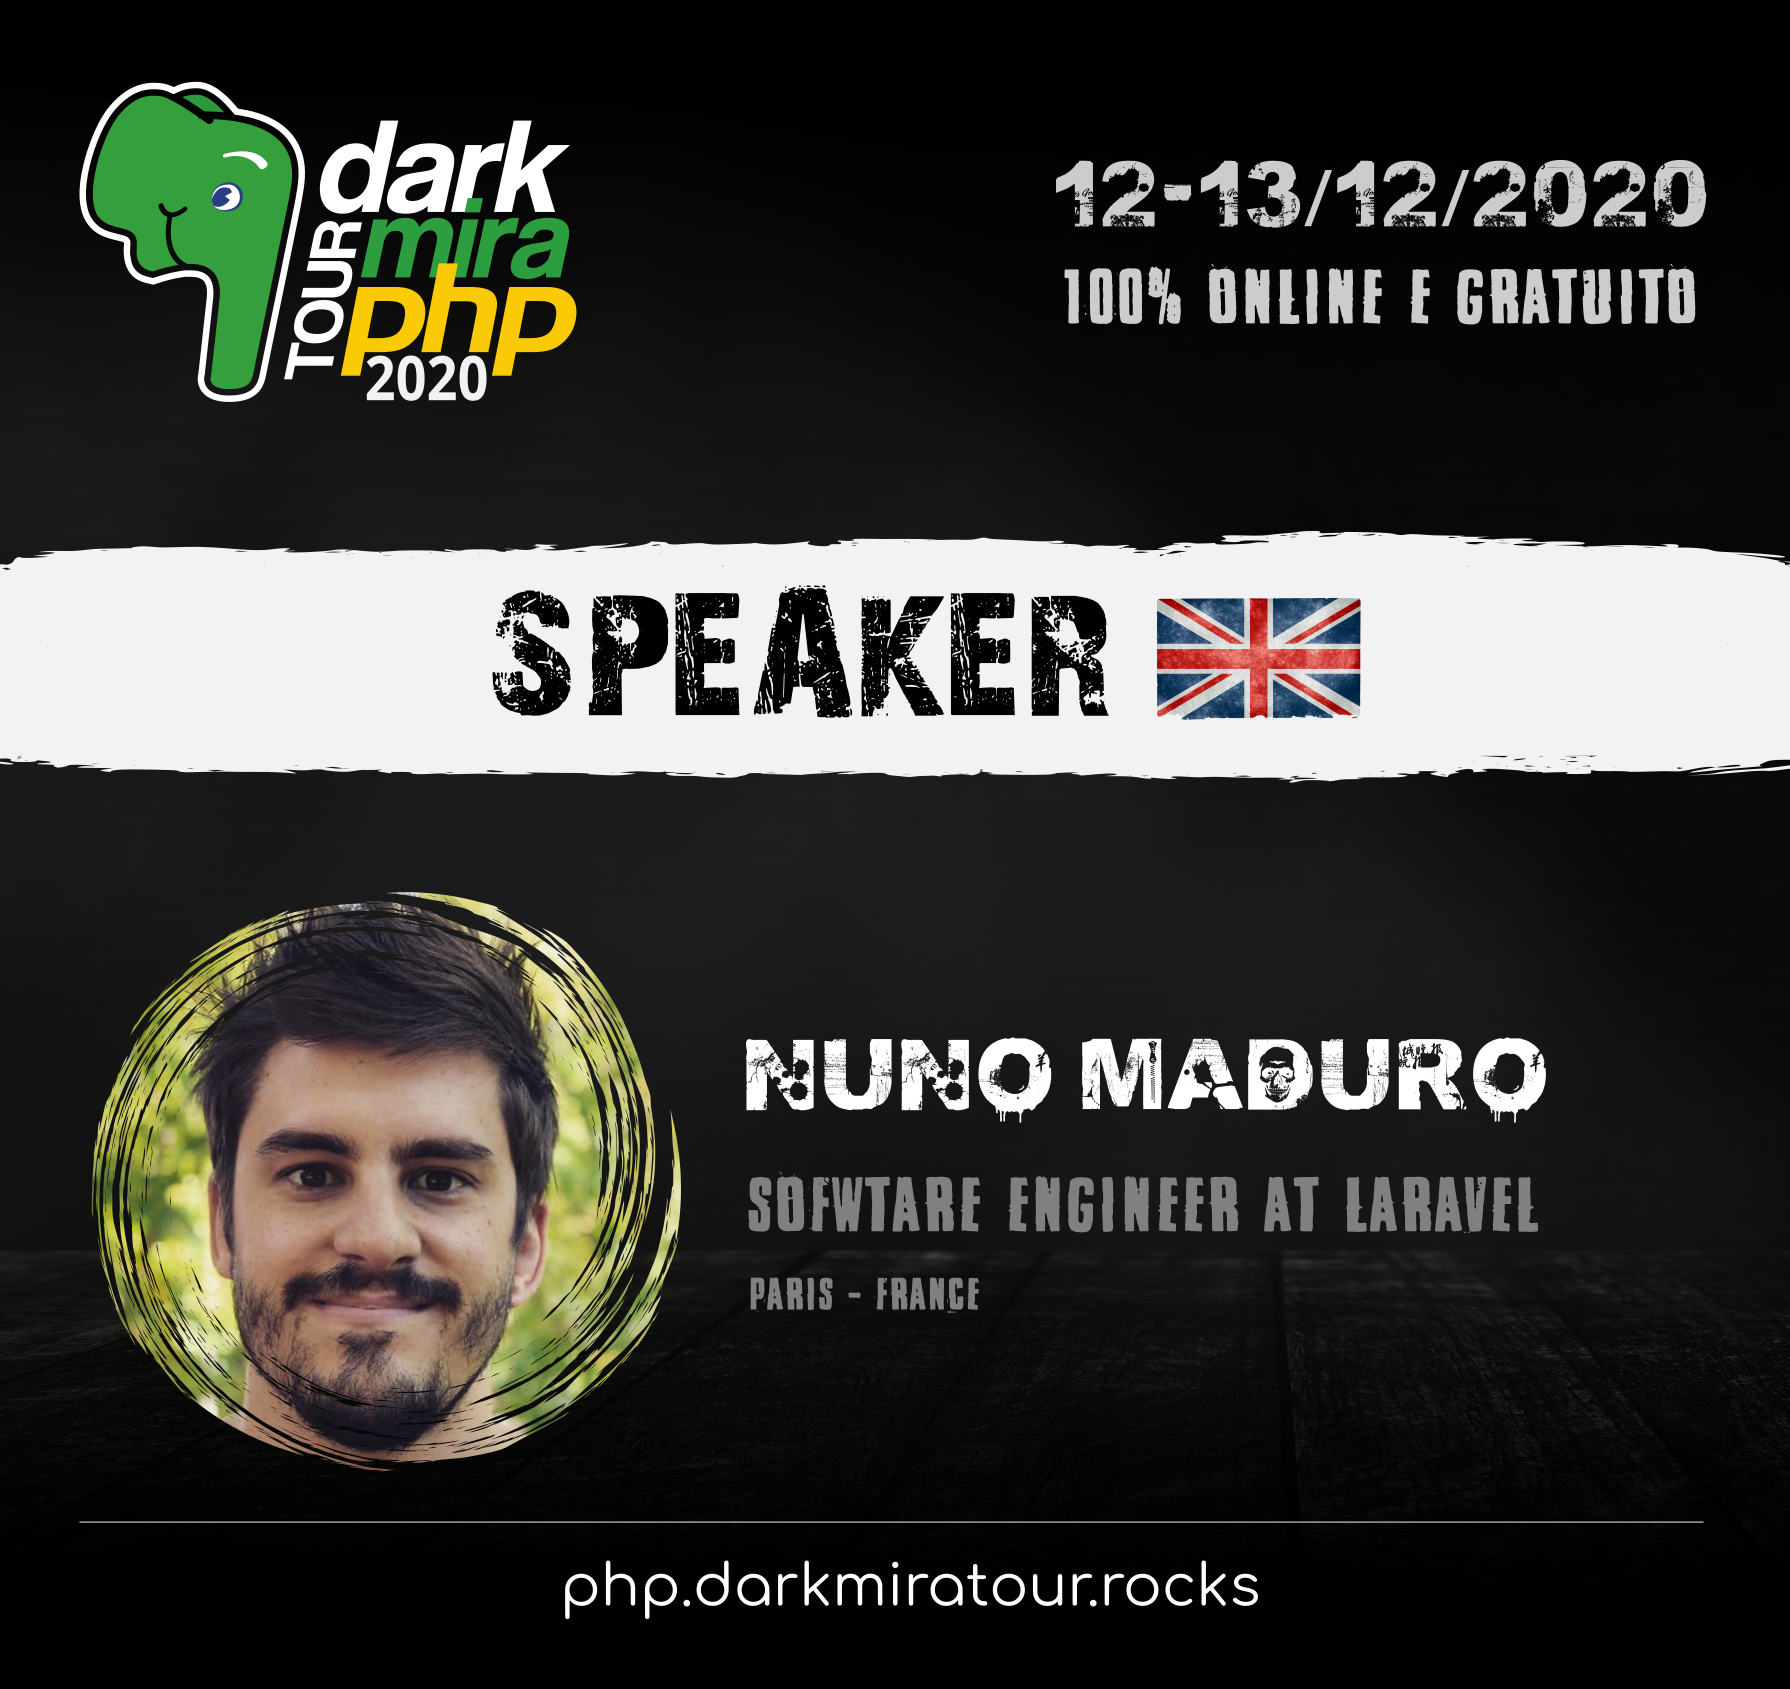 dark
mira
TOUR
php
2020
12-13/12/2020
100% ONLINE E GRATUITO
SPEAKER
NUNO MADURO
SOFWTARE ENGINEER AT LARAVEL
PARIS - FRANCE
php.darkmiratour.rocks